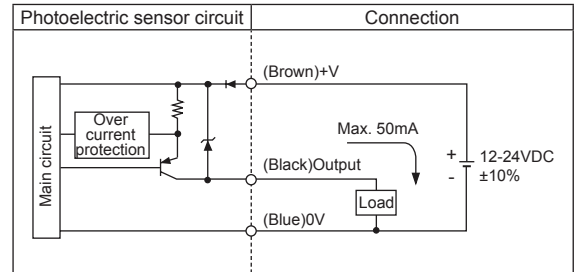 Photoelectric sensor circuit
Connection
(Brown)+V
Over
current
protection
Main circuit
Max. 50mA
+
-
12-24VDC
±10%
(Black)Output
Load
(Blue)0V